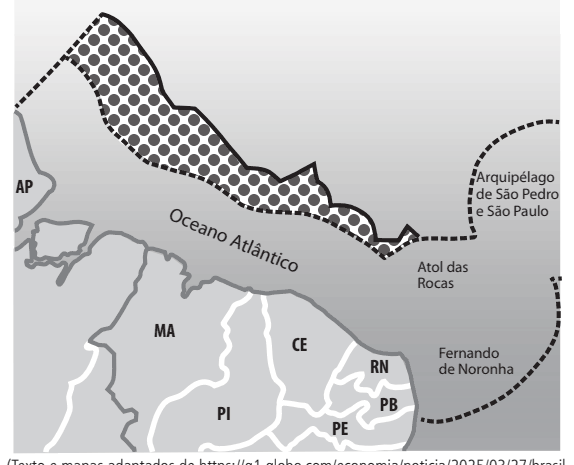 AP
Oceano Atlântico
Arquipélago
de São Pedro
e São Paulo
Atol das
Rocas
MA
CE
Fernando
de Noronha
RN
PB
PI
PE
(Texto e mapas adaptados de https://g1.globo.com/economia/noticia/2025/03/27/brasil